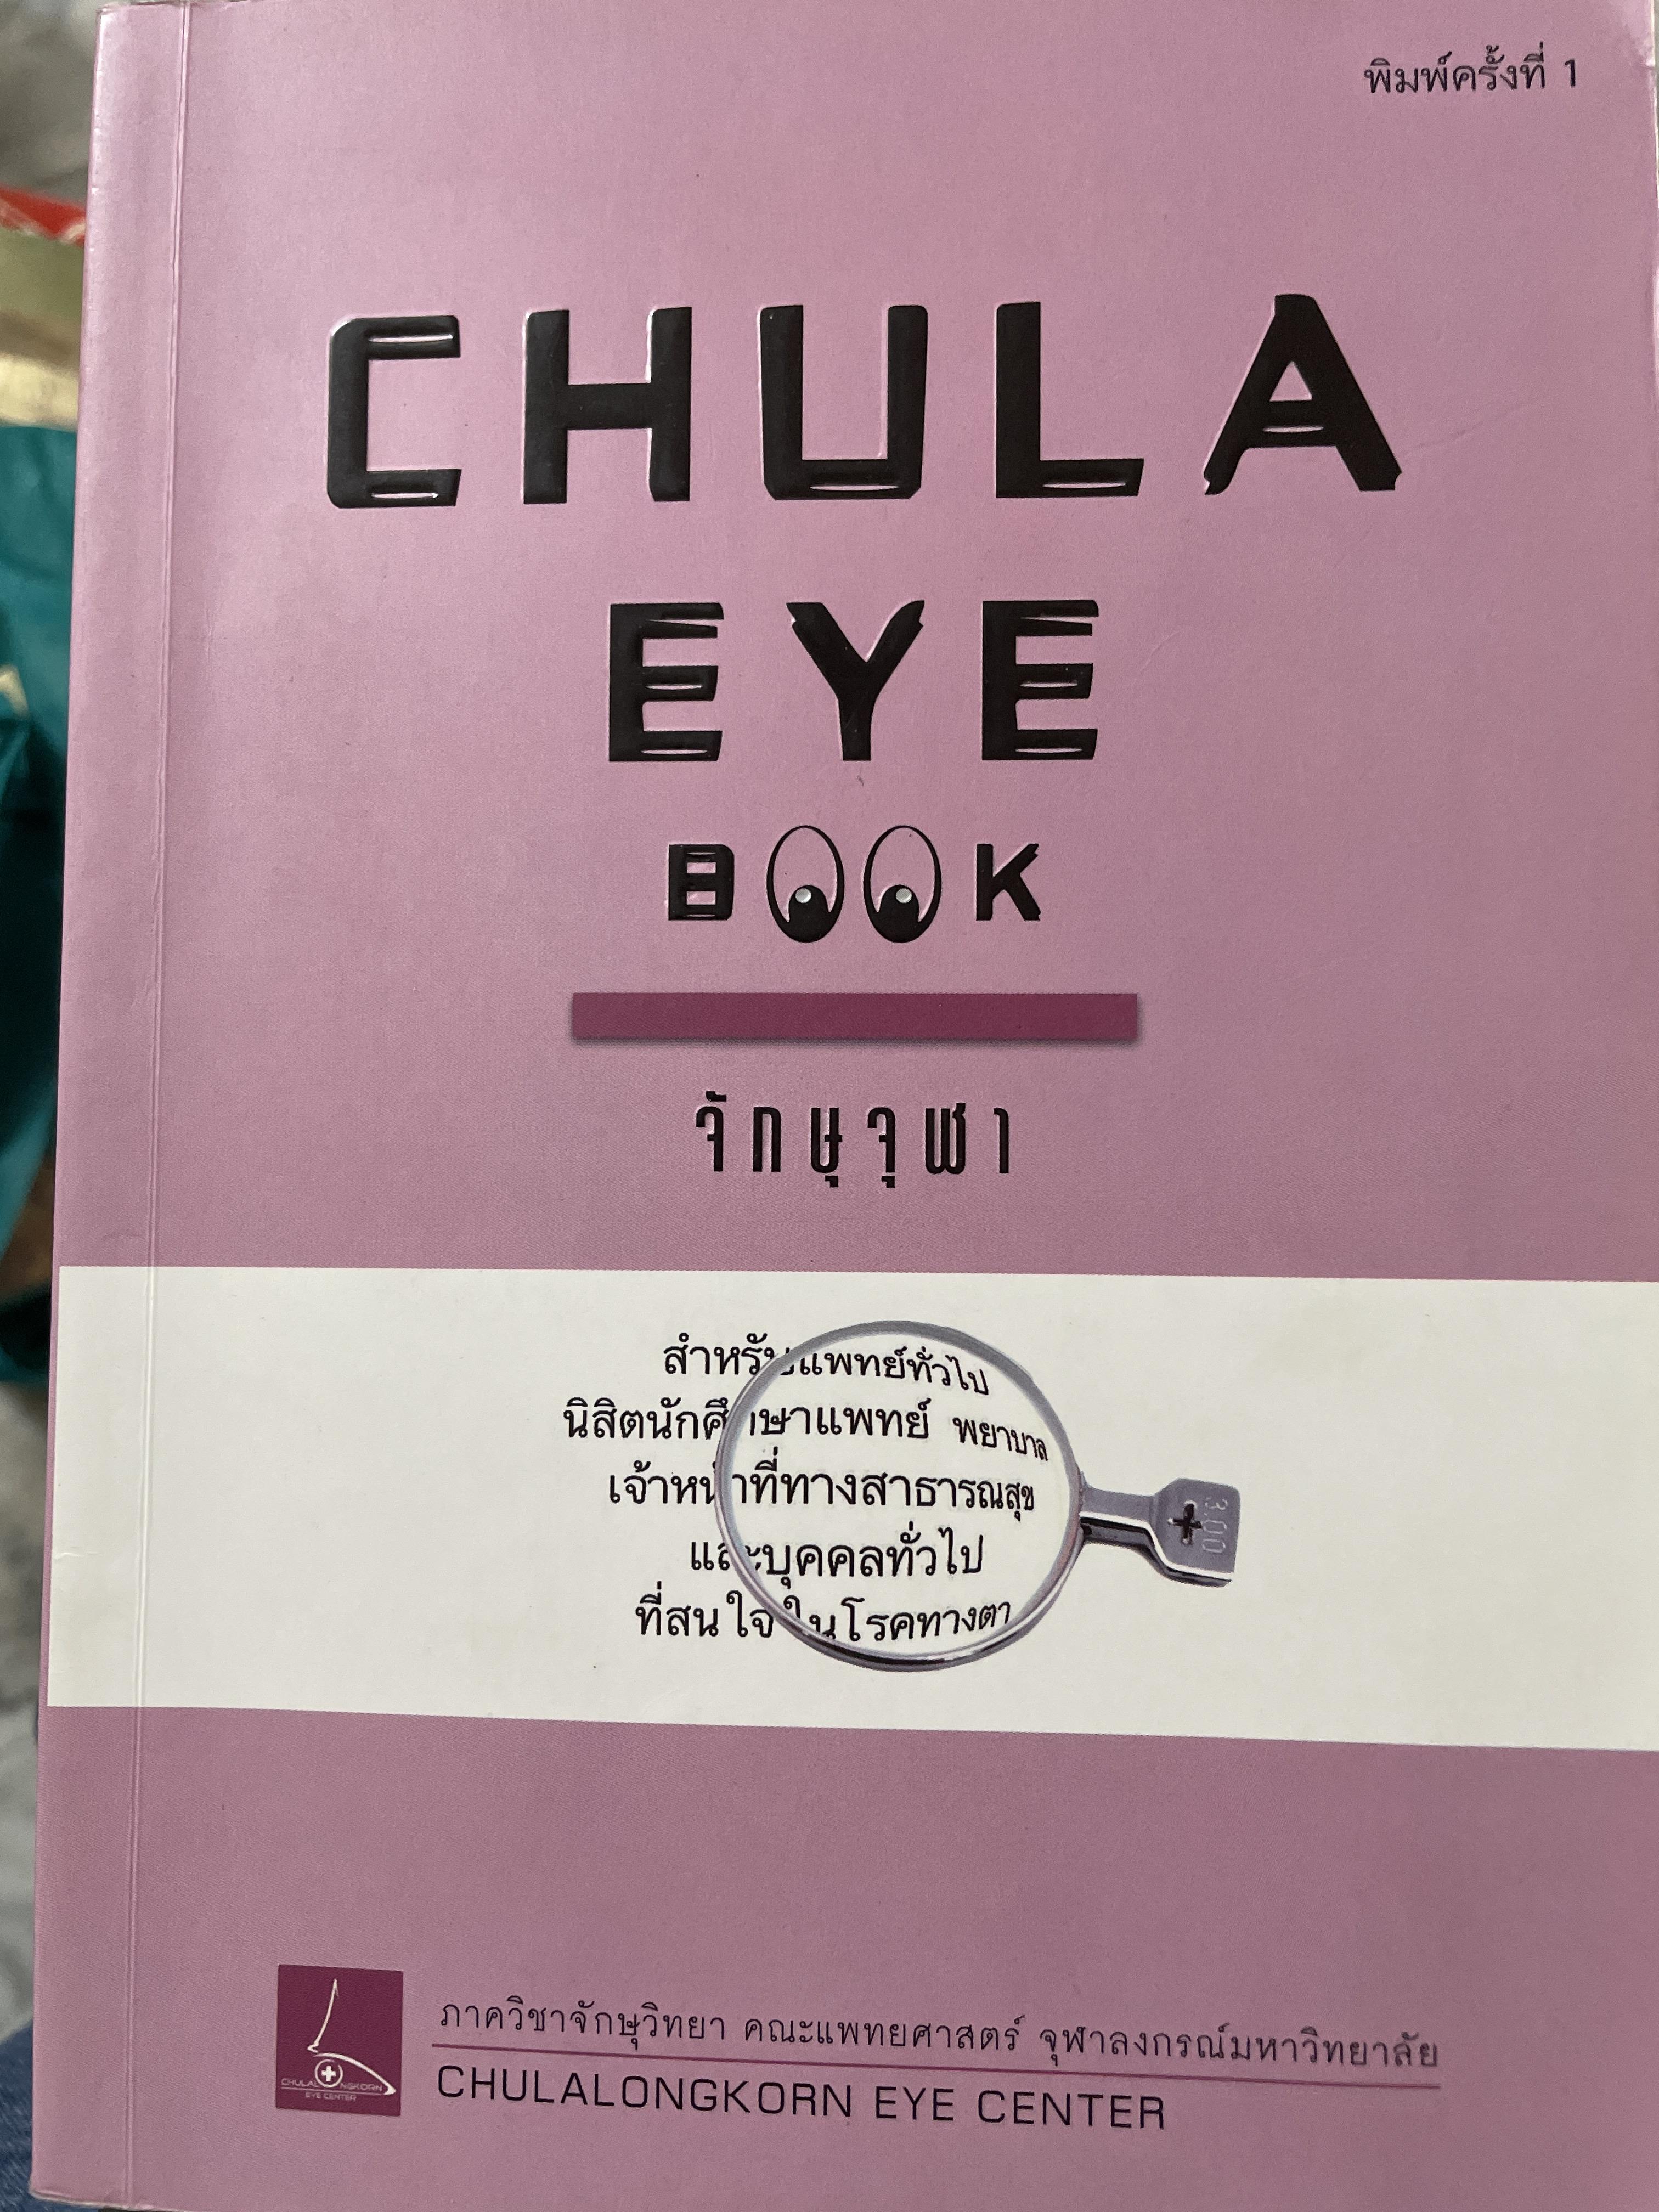 พิมพ์ครั้งที่ 1
CHULA
EYE
BOOK
จักษุจุฬา
สำหรับแพทย์ทั่วไป
นิสิตนักศึกษาแพทย์ พยาบาล
เจ้าหน้าที่ทางสาธารณสุข
และบุคคลทั่วไป
ที่สนใจในโรคทางตา
+ 3.00
ภาควิชาจักษุวิทยา คณะแพทยศาสตร์ จุฬาลงกรณ์มหาวิทยาลัย
CHULALONGKORN EYE CENTER
CHULALONGKORN
EYE CENTER